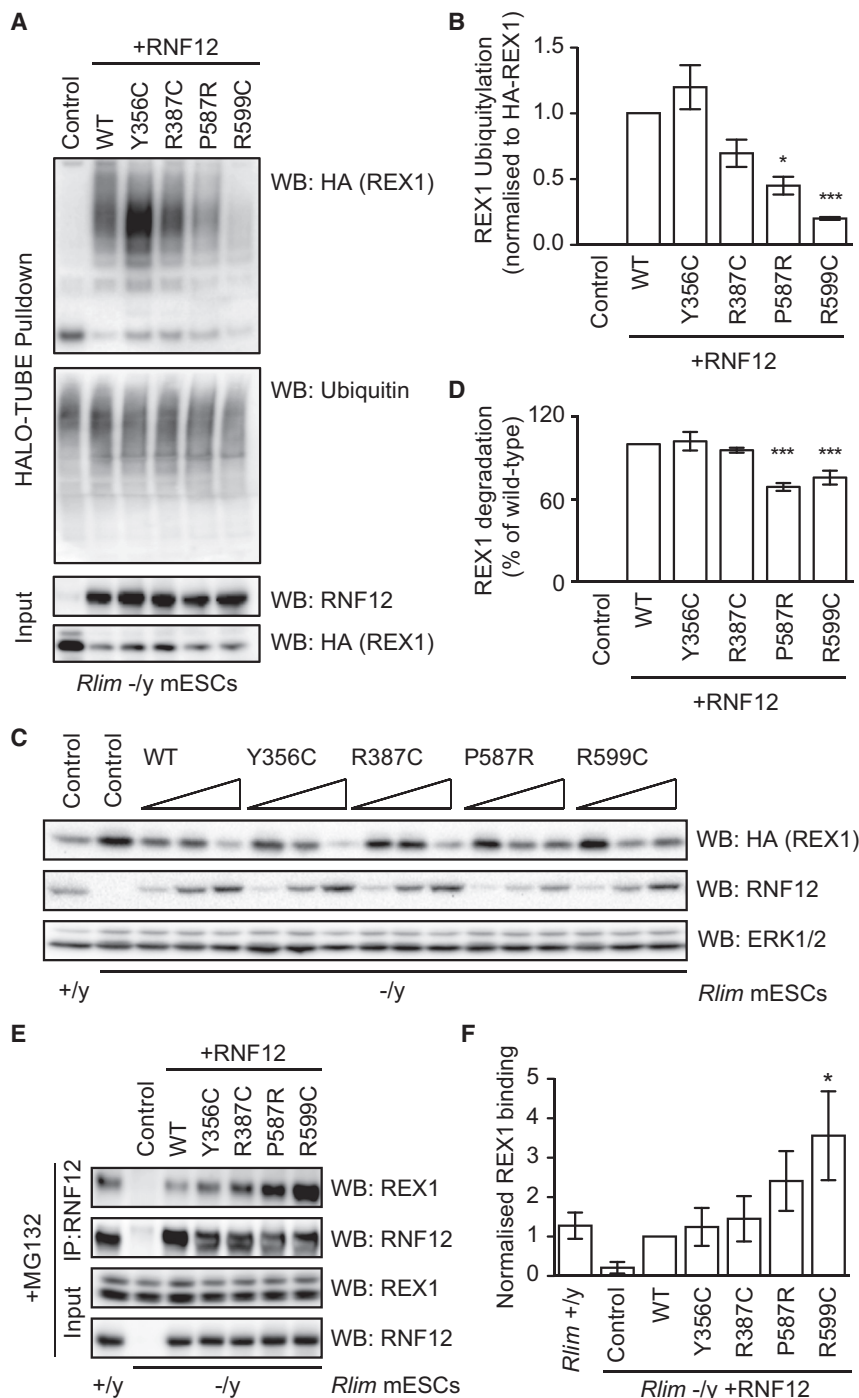 A
+RNF12
Control
WT
Y356C
R387C
P587R
R599C
HALO-TUBE Pulldown
WB: HA (REX1)
WB: Ubiquitin
Input
WB: RNF12
WB: HA (REX1)
Rlim -/y mESCs
B
REX1 Ubiquitylation
(normalised to HA-REX1)
1.5
1.0
0.5
0.0
*
***
Control
WT
Y356C
R387C
P587R
R599C
+RNF12
D
REX1 degradation
(% of wild-type)
120
60
0
***
***
Control
WT
Y356C
R387C
P587R
R599C
+RNF12
C
Control
Control
WT
Y356C
R387C
P587R
R599C
WB: HA (REX1)
WB: RNF12
WB: ERK1/2
+/y
-/y
Rlim mESCs
E
+RNF12
Control
WT
Y356C
R387C
P587R
R599C
+MG132
IP:RNF12
WB: REX1
WB: RNF12
Input
WB: REX1
WB: RNF12
+/y
-/y
Rlim mESCs
F
Normalised REX1 binding
5
4
3
2
1
0
*
Rlim +/y
Control
WT
Y356C
R387C
P587R
R599C
Rlim -/y +RNF12